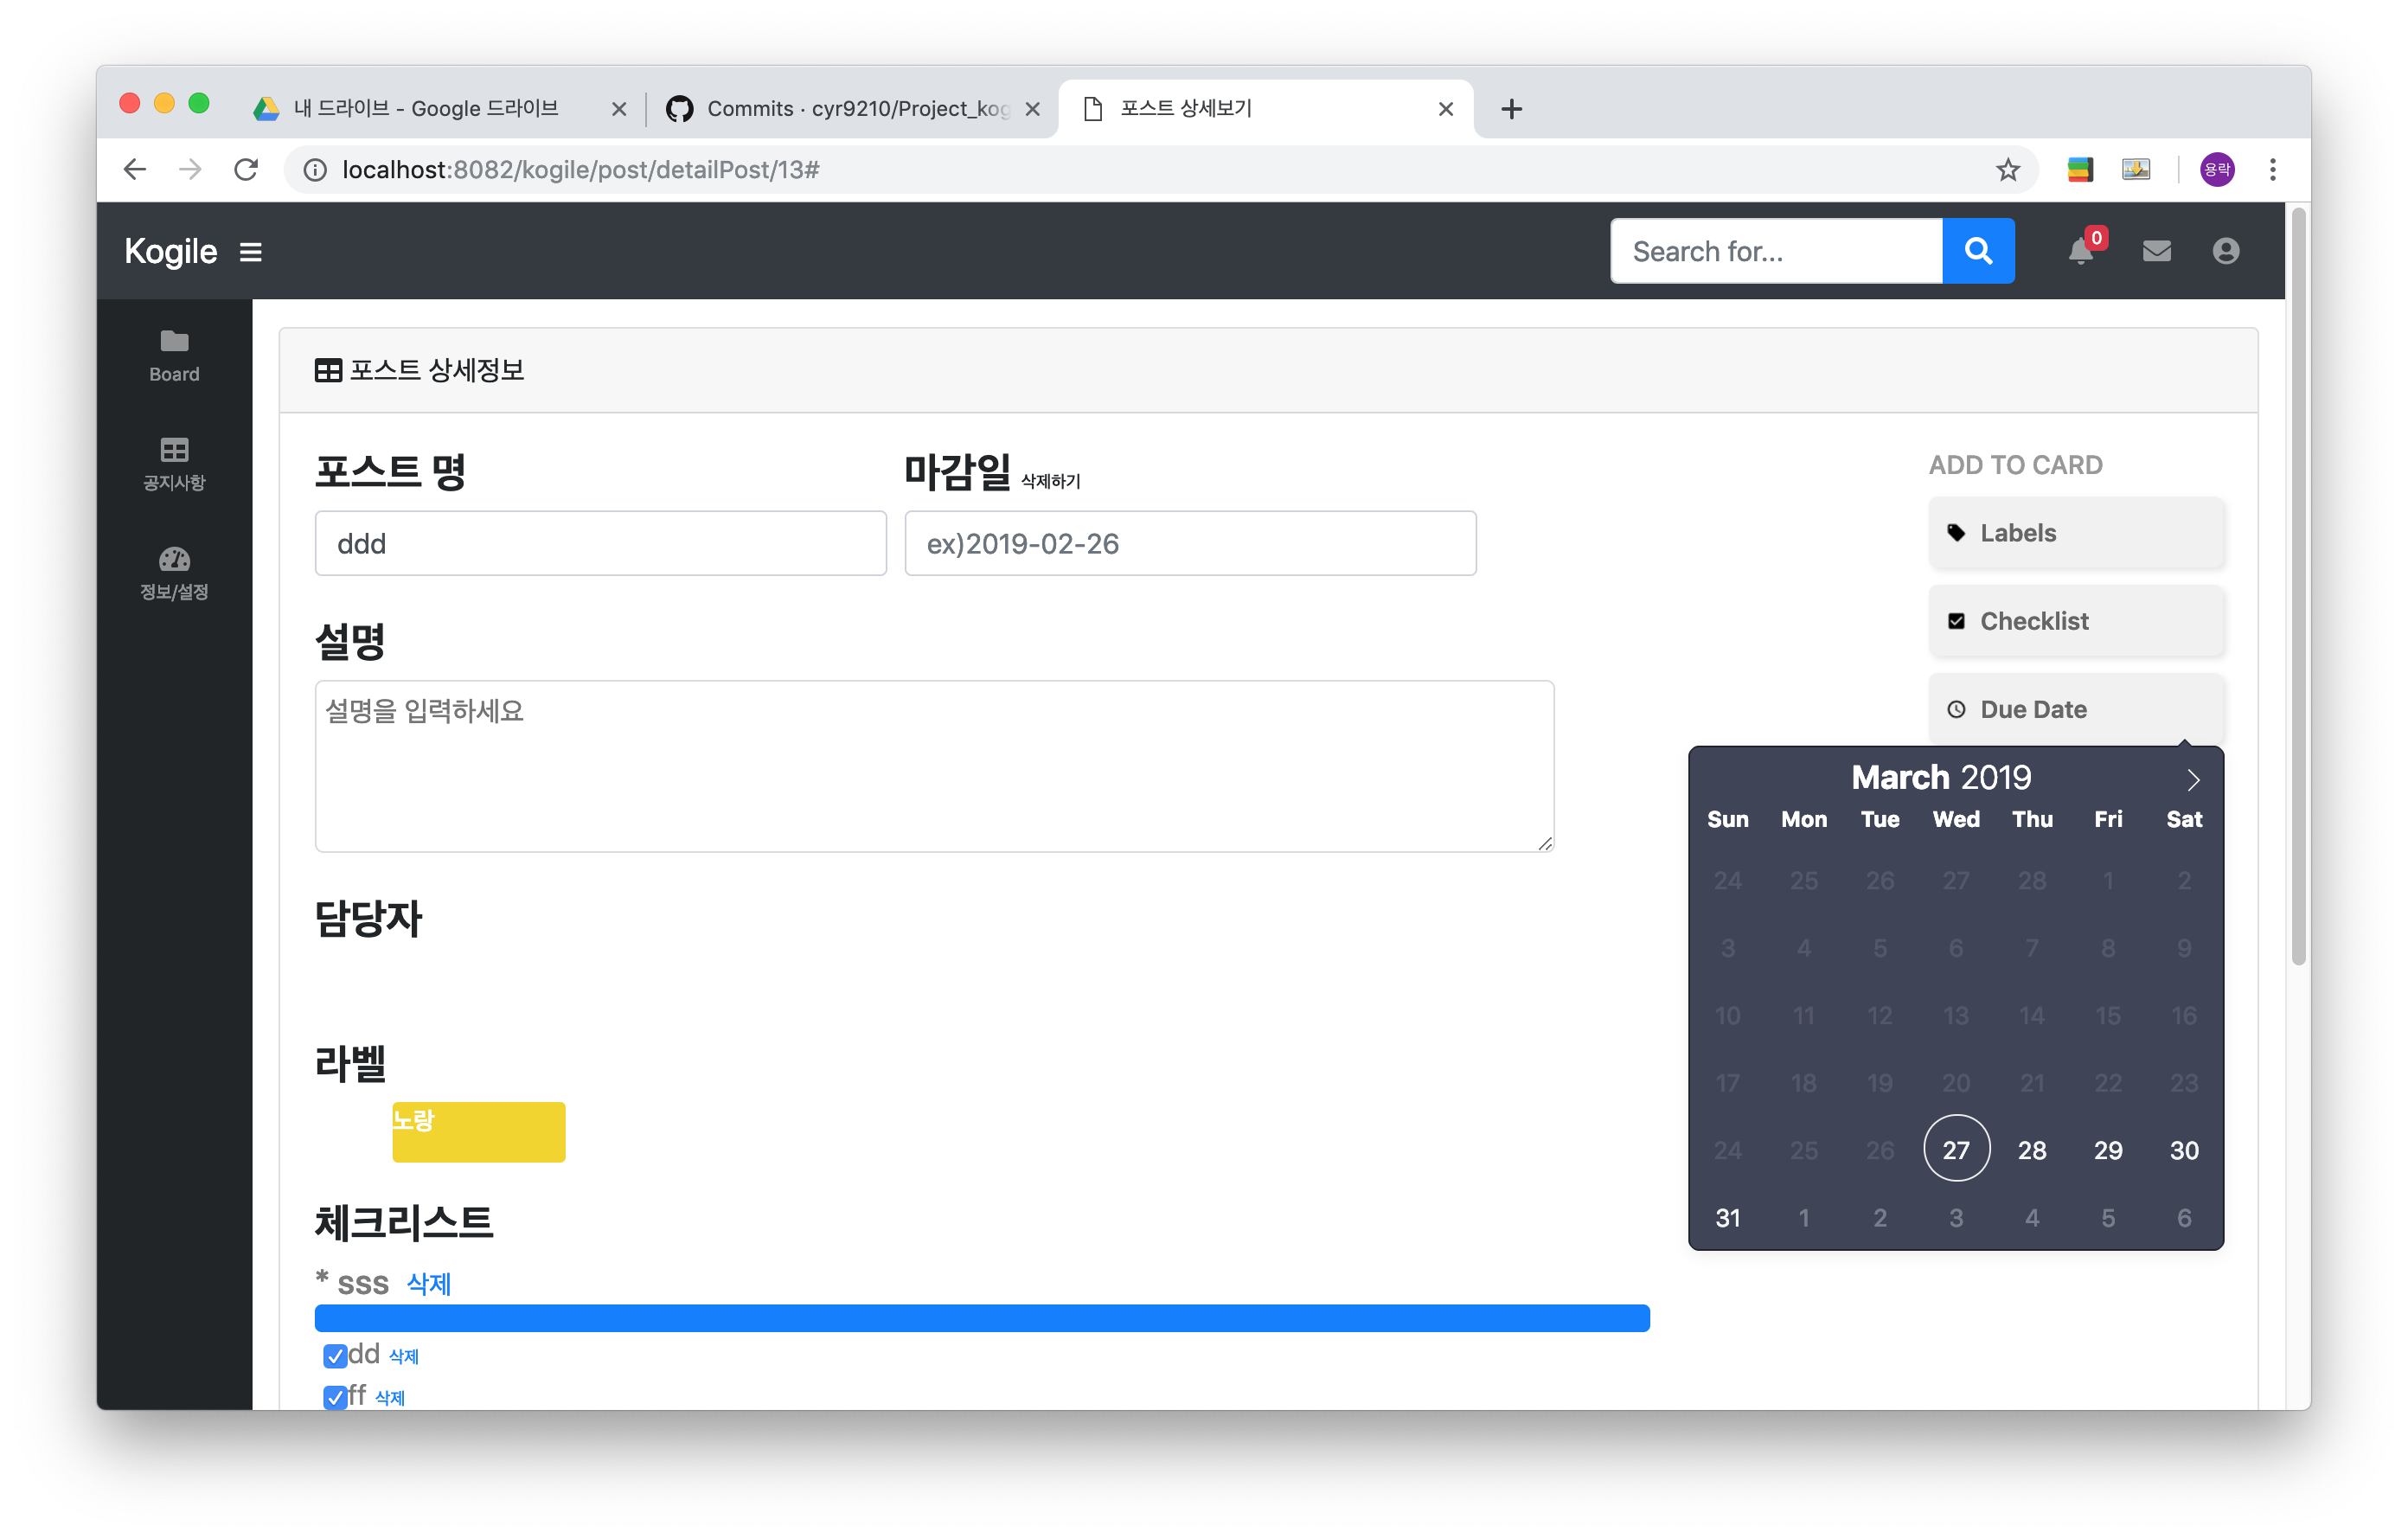 내 드라이브 - Google 드라이브
Commits · cyr9210/Project_kog
포스트 상세보기
localhost:8082/kogile/post/detailPost/13#
용락
Kogile
Search for...
0
Board
공지사항
정보/설정
포스트 상세정보
포스트 명
마감일 삭제하기
ddd
ex)2019-02-26
설명
설명을 입력하세요
담당자
라벨
노랑
체크리스트
* sss 삭제
dd 삭제
ff 삭제
ADD TO CARD
Labels
Checklist
Due Date
March 2019
Sun Mon Tue Wed Thu Fri Sat
24 25 26 27 28 1 2
3 4 5 6 7 8 9
10 11 12 13 14 15 16
17 18 19 20 21 22 23
24 25 26 27 28 29 30
31 1 2 3 4 5 6